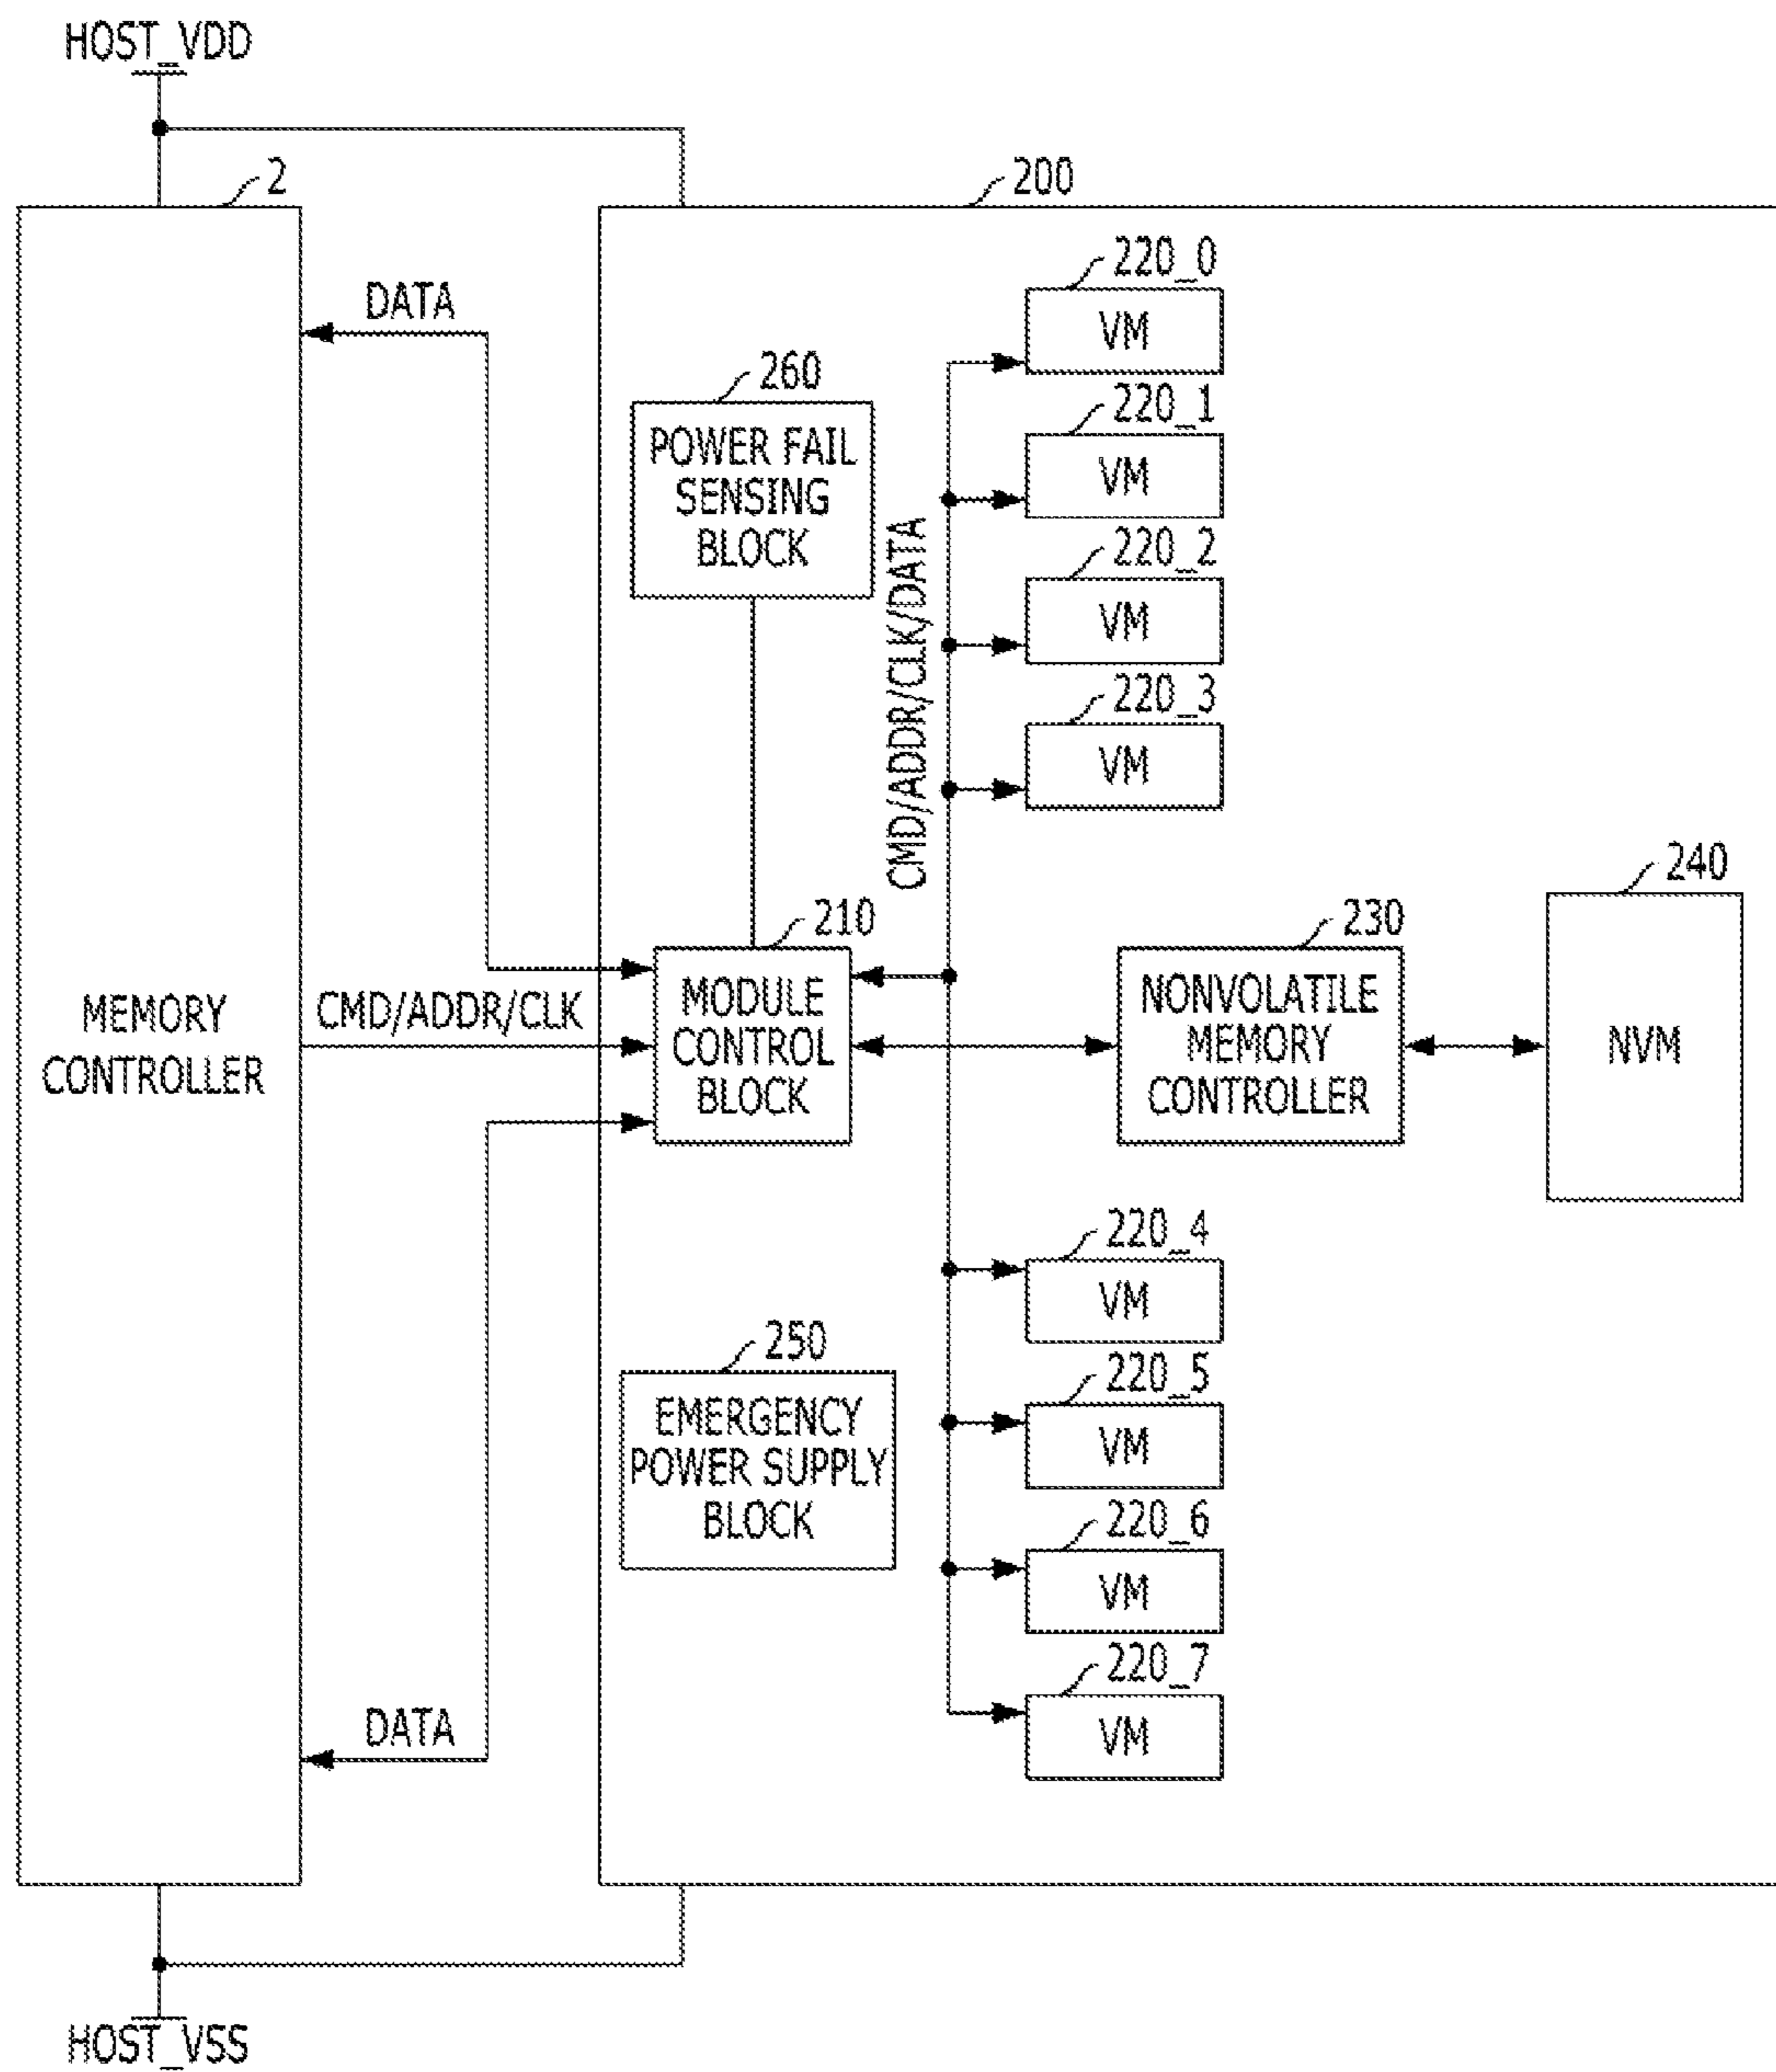 HOST_VDD
2
200
220_0
DATA
VM
260
220_1
POWER FAIL
SENSING
BLOCK
VM
220_2
CMD/ADDR/CLK/DATA
VM
220_3
VM
240
210
230
MEMORY
CONTROLLER
CMD/ADDR/CLK
MODULE
CONTROL
BLOCK
NONVOLATILE
MEMORY
CONTROLLER
NVM
220_4
VM
250
220_5
EMERGENCY
POWER SUPPLY
BLOCK
VM
220_6
VM
220_7
DATA
VM
HOST_VSS